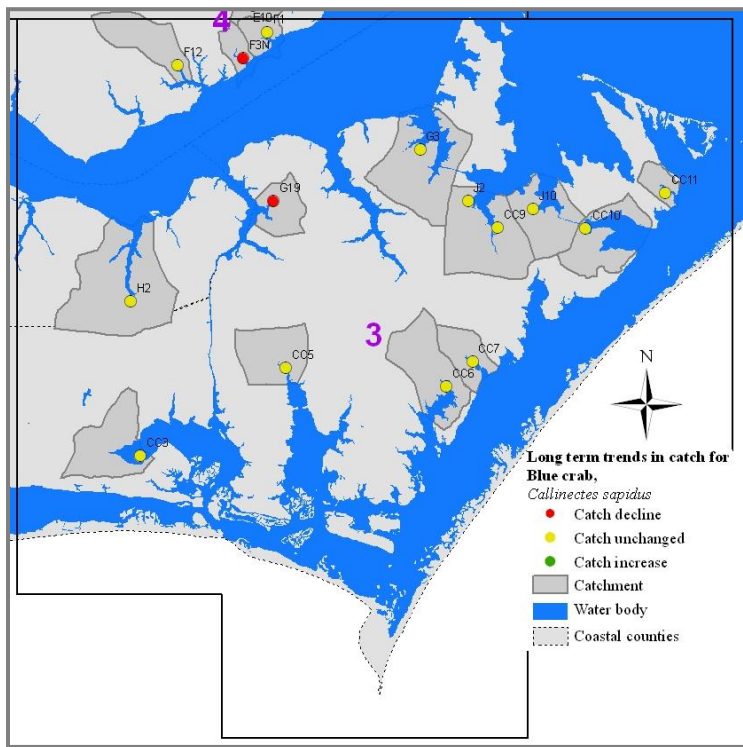 4
E10
F1
F3N
F12
G3
G19
J2
J10
CC11
CC9
CC10
H2
3
CC7
CC5
CC6
N
CC3
Long term trends in catch for
Blue crab,
Callinectes sapidus
Catch decline
Catch unchanged
Catch increase
Catchment
Water body
Coastal counties